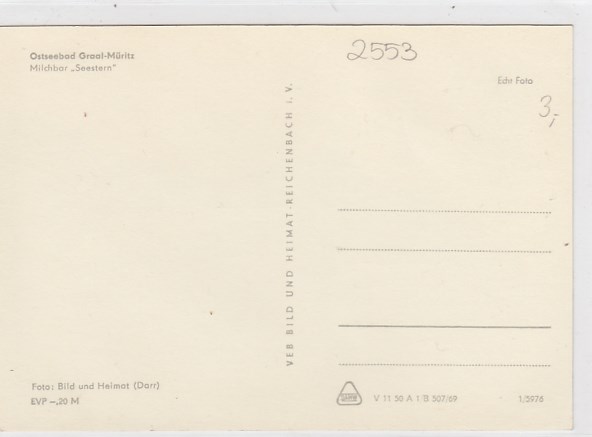 Ostseebad Graal-Müritz
Milchbar „Seestern"
2553
Echt Foto
3,-
VEB BILD UND HEIMAT REICHENBACH i. V.
Foto: Bild und Heimat (Darr)
EVP –,20 M
V 11 50 A 1 B 507/69
1/5976